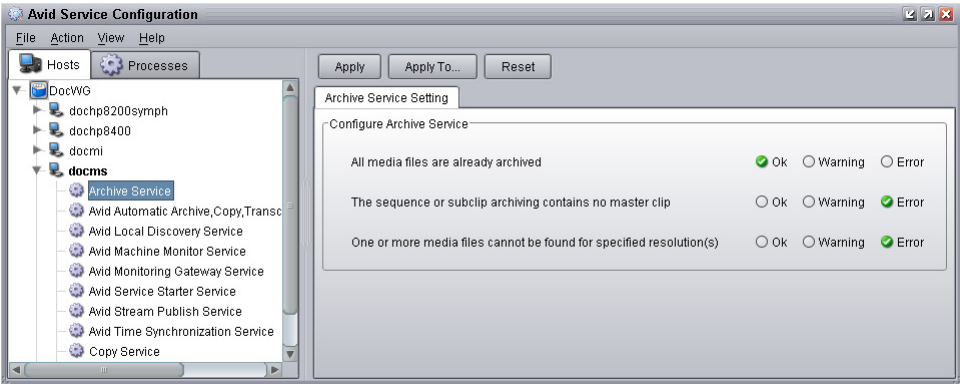 Avid Service Configuration
File Action View Help
Hosts Processes
DocWG
dochp8200symph
dochp8400
docmi
docms
Archive Service
Avid Automatic Archive,Copy,Transc
Avid Local Discovery Service
Avid Machine Monitor Service
Avid Monitoring Gateway Service
Avid Service Starter Service
Avid Stream Publish Service
Avid Time Synchronization Service
Copy Service
Apply Apply To... Reset
Archive Service Setting
Configure Archive Service
All media files are already archived Ok Warning Error
The sequence or subclip archiving contains no master clip Ok Warning Error
One or more media files cannot be found for specified resolution(s) Ok Warning Error